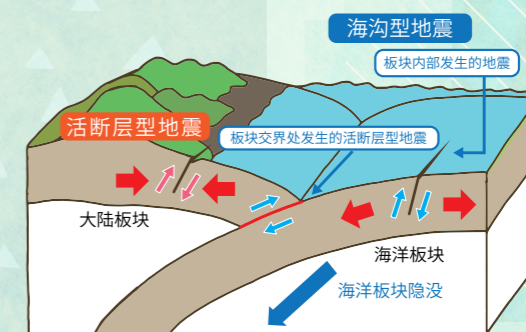 海沟型地震
板块内部发生的地震
活断层型地震
板块交界处发生的活断层型地震
大陆板块
海洋板块
海洋板块隐没